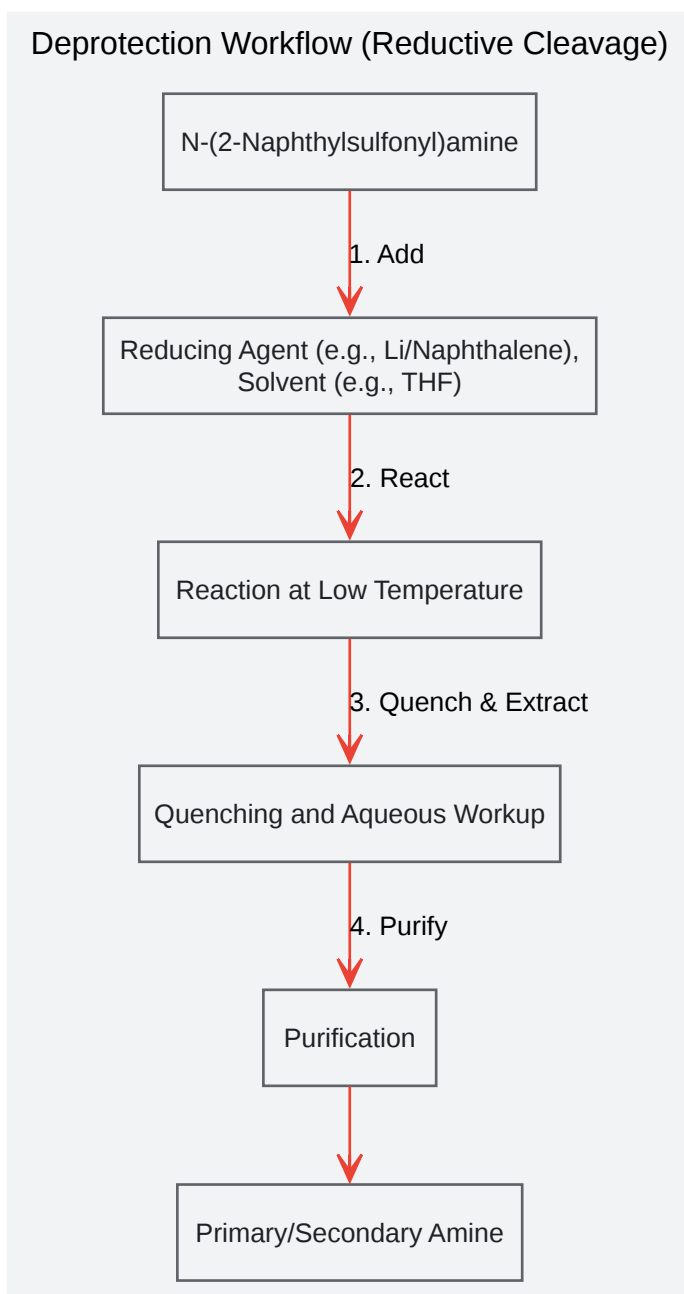 Deprotection Workflow (Reductive Cleavage)
N-(2-Naphthylsulfonyl)amine
1. Add
Reducing Agent (e.g., Li/Naphthalene),
Solvent (e.g., THF)
2. React
Reaction at Low Temperature
3. Quench & Extract
Quenching and Aqueous Workup
4. Purify
Purification
Primary/Secondary Amine